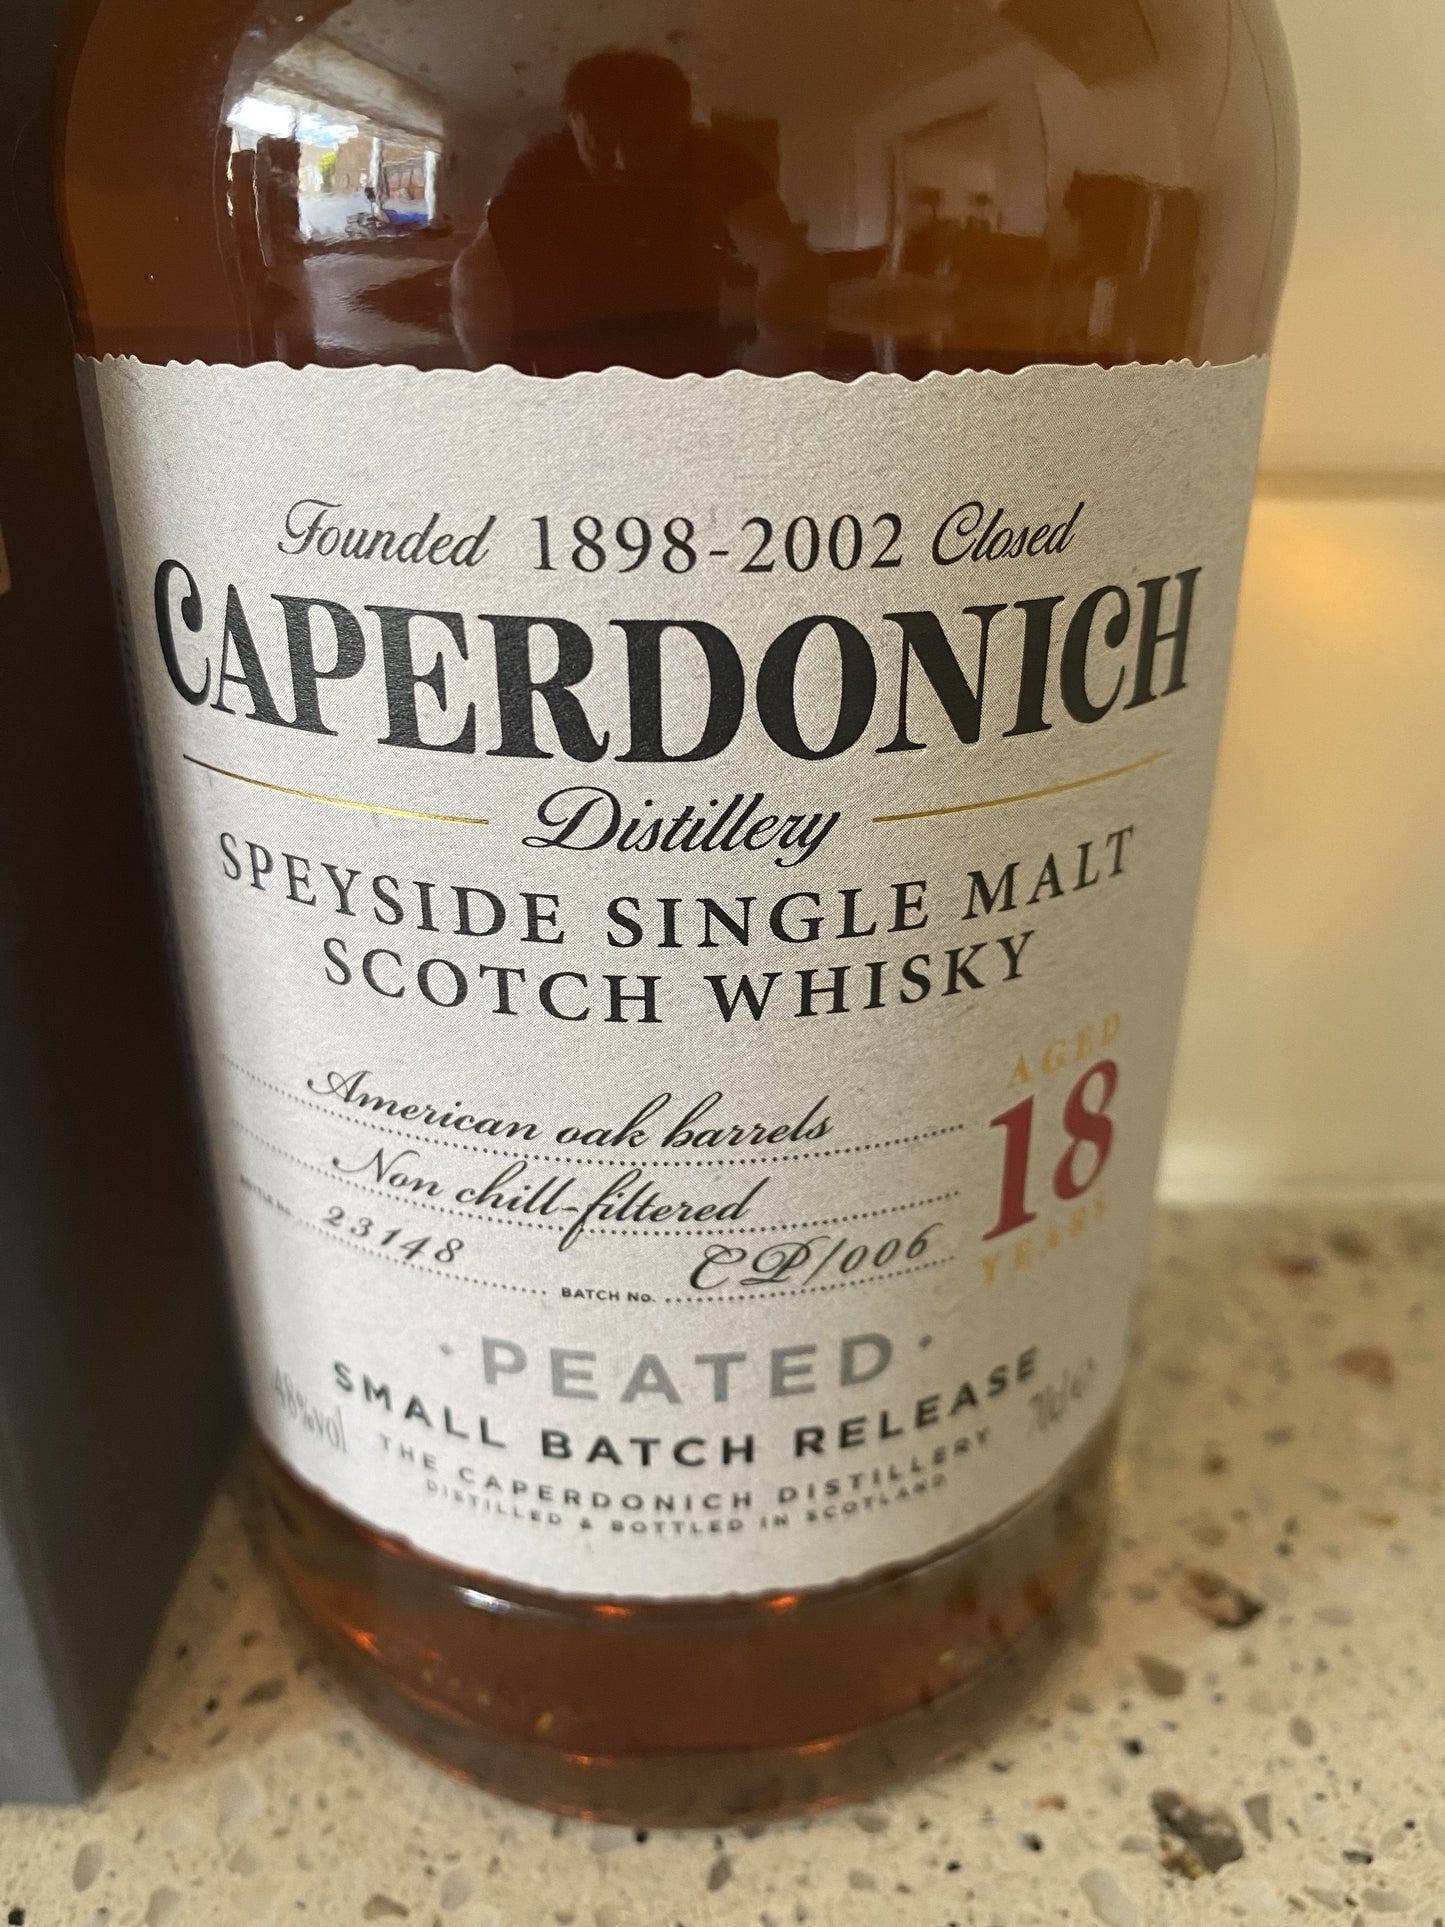 Founded 1898-2002 Closed
CAPERDONICH
Distillery
SPEYSIDE SINGLE MALT
SCOTCH WHISKY
AGED
18
YEARS
American oak barrels
Non chill-filtered
BOTTLE No. 23148 BATCH No. CP/006
· PEATED ·
SMALL BATCH RELEASE
48%vol 70cl e
THE CAPERDONICH DISTILLERY
DISTILLED & BOTTLED IN SCOTLAND